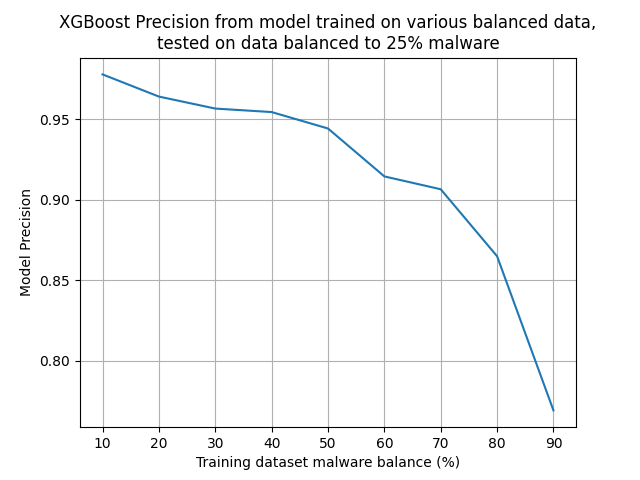 XGBoost Precision from model trained on various balanced data,
tested on data balanced to 25% malware
0.95
0.90
0.85
0.80
Model Precision
10 20 30 40 50 60 70 80 90
Training dataset malware balance (%)